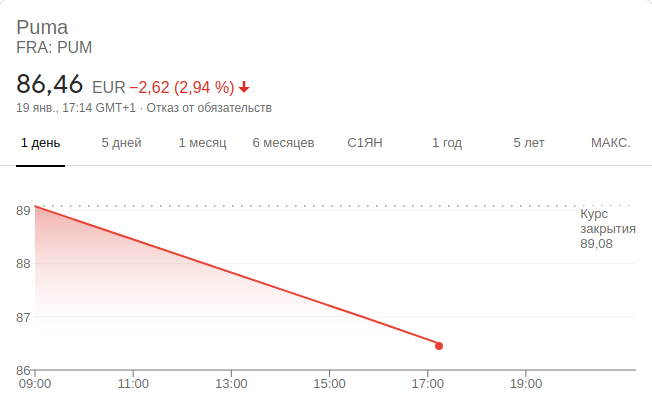 Puma
FRA: PUM
86,46 EUR −2,62 (2,94 %)
19 янв., 17:14 GMT+1 · Отказ от обязательств
1 день 5 дней 1 месяц 6 месяцев С1ЯН 1 год 5 лет МАКС.
89
Курс
закрытия
89,08
88
87
86
09:00 11:00 13:00 15:00 17:00 19:00